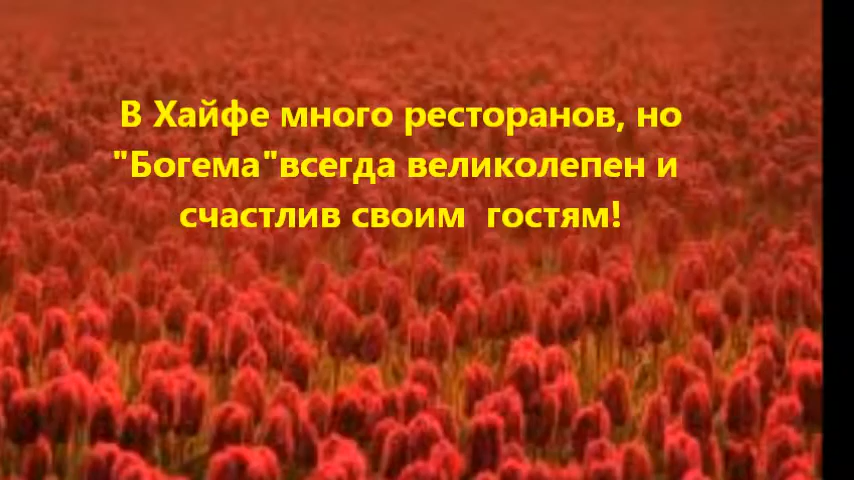 В Хайфе много ресторанов, но
"Богема"всегда великолепен и
счастлив своим  гостям!